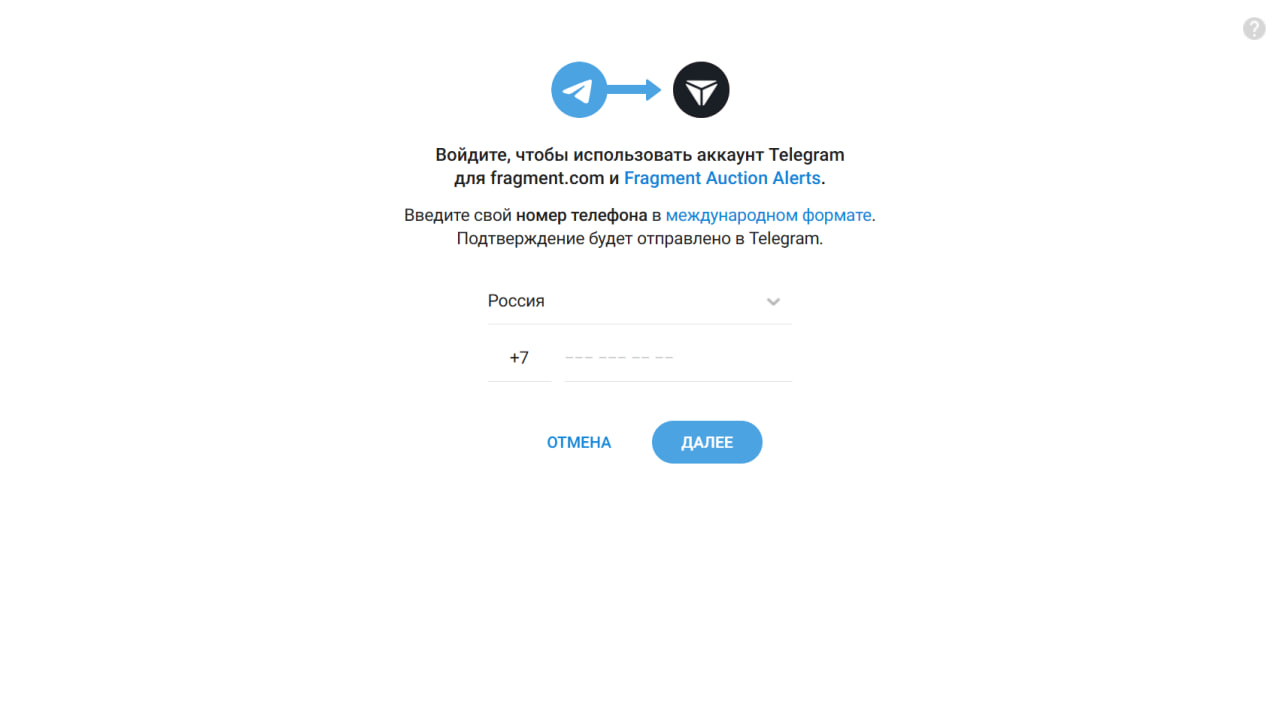 ?
Войдите, чтобы использовать аккаунт Telegram
для fragment.com и Fragment Auction Alerts.
Введите свой номер телефона в международном формате.
Подтверждение будет отправлено в Telegram.
Россия
+7 ––– ––– –– ––
ОТМЕНА ДАЛЕЕ